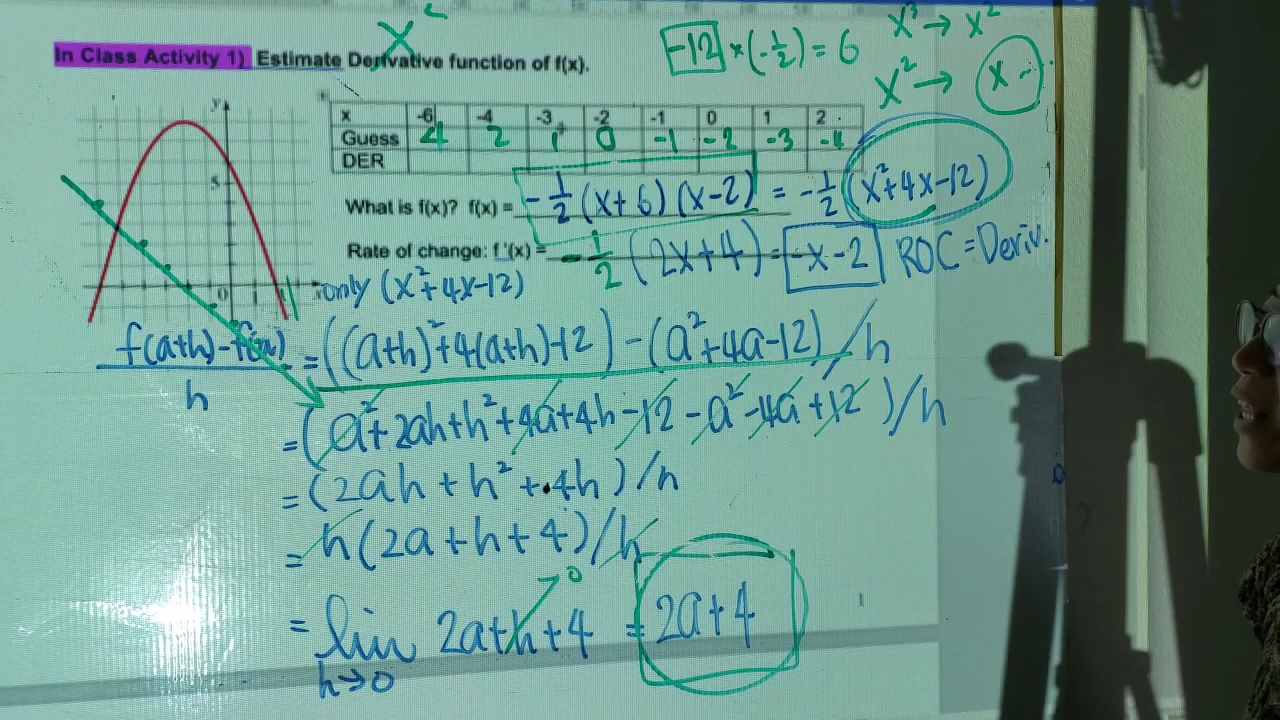 x²
-12 × (-1/2) = 6
x³ → x²
x² → x -
In Class Activity 1) Estimate Derivative function of f(x).
y
5
0
x -6 -4 -3 -2 -1 0 1 2
Guess 4 2 1 0 -1 -2 -3 -4
DER
What is f(x)? f(x) = -1/2 (x+6)(x-2) = -1/2 (x²+4x-12)
Rate of change: f'(x) = -1/2 (2x+4) = -x-2 ROC = Deriv.
only (x²+4x-12)
f(a+h) - f(a) / h = ((a+h)²+4(a+h)-12) - (a²+4a-12) / h
= (a²+2ah+h²+4a+4h-12-a²-4a+12)/h
= (2ah+h²+4h)/h
= h(2a+h+4)/h
= lim h→0 2a+h+4 = 2a+4
0